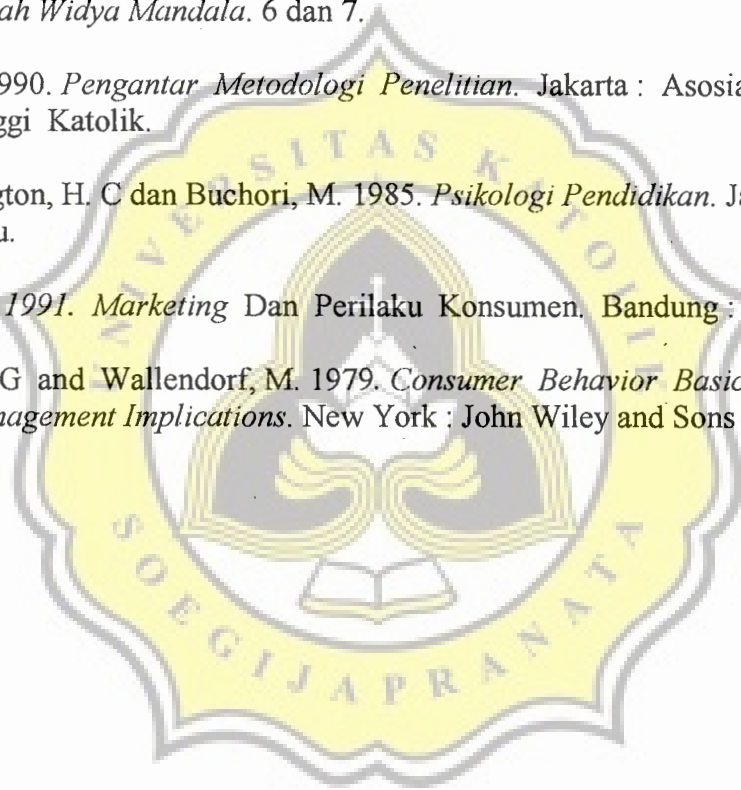 ah Widya Mandala. 6 dan 7.
990. Pengantar Metodologi Penelitian. Jakarta : Asosia
ggi Katolik.
gton, H. C dan Buchori, M. 1985. Psikologi Pendidikan. Ja
u.
1991. Marketing Dan Perilaku Konsumen. Bandung :
G and Wallendorf, M. 1979. Consumer Behavior Basic
nagement Implications. New York : John Wiley and Sons
UNIVERSITAS KATOLIK
SOEGIJAPRANATA